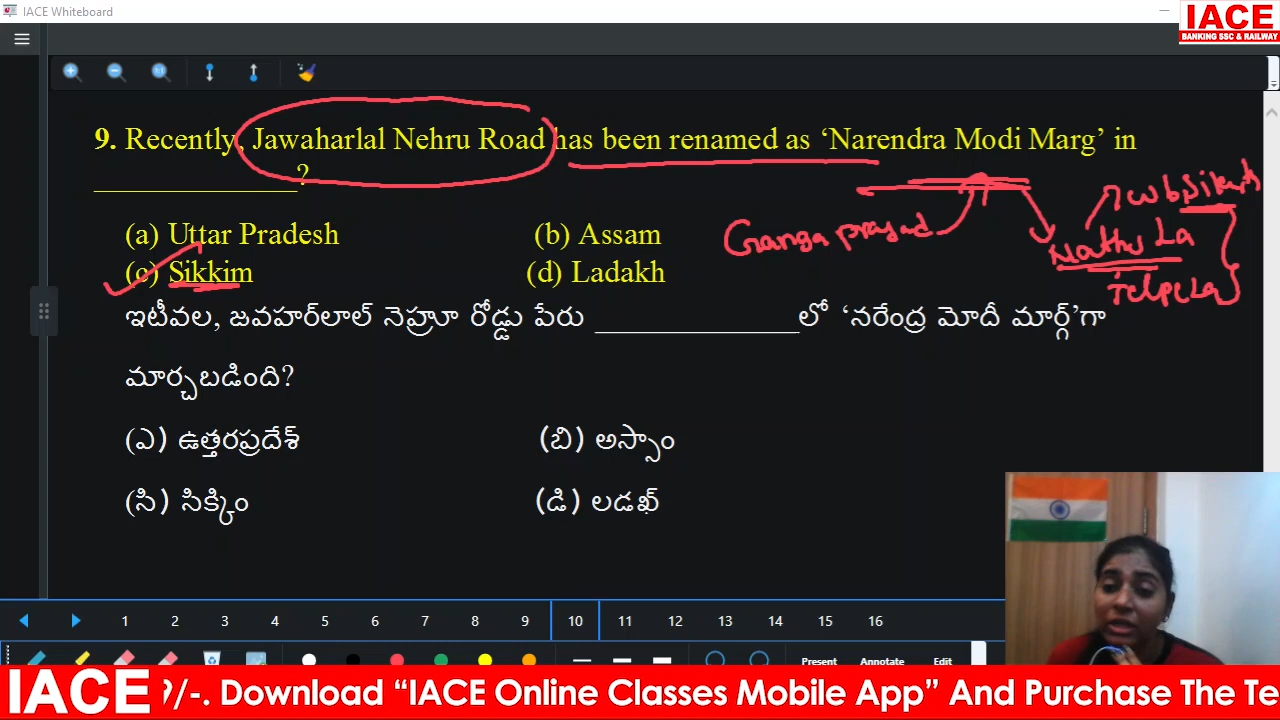 IACE Whiteboard
IACE
BANKING SSC & RAILWAY
9. Recently, Jawaharlal Nehru Road has been renamed as ‘Narendra Modi Marg’ in
______________?
(a) Uttar Pradesh (b) Assam
(c) Sikkim (d) Ladakh
Ganga prasad
Nathu La
ఇటీవల, జవహర్‌లాల్ నెహ్రూ రోడ్డు పేరు ______________లో ‘నరేంద్ర మోదీ మార్గ్’గా
మార్చబడింది?
(ఎ) ఉత్తరప్రదేశ్ (బి) అస్సాం
(సి) సిక్కిం (డి) లడఖ్
1 2 3 4 5 6 7 8 9 10 11 12 13 14 15 16
Present Annotate Edit
IACE ?/-. Download “IACE Online Classes Mobile App” And Purchase The Te